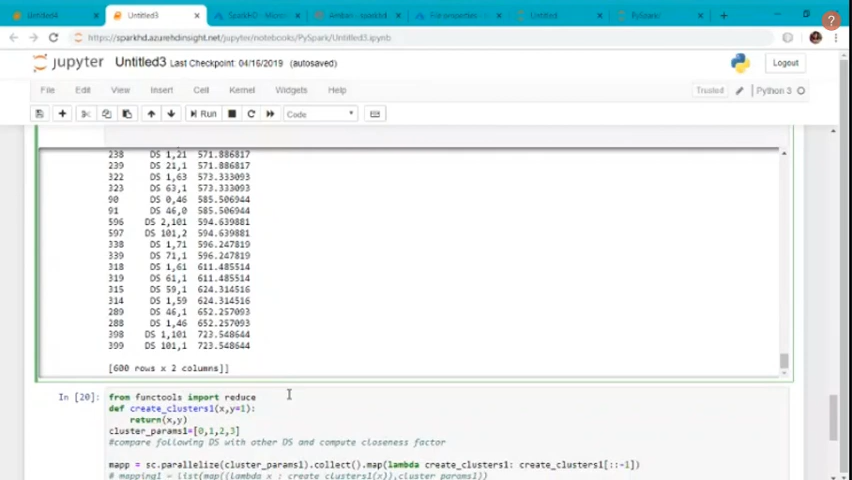 Untitled4
Untitled3
SparkHD - Micros
Ambari - sparkhd
Untitled
PySpark/
https://sparkhd.azurehdinsight.net/jupyter/notebooks/PySpark/Untitled3.ipynb
jupyter Untitled3 Last Checkpoint: 04/16/2019 (autosaved)
Logout
File Edit View Insert Cell Kernel Widgets Help
Trusted Python 3
Run Code
238 DS 1,21 571.886817
239 DS 21,1 571.886817
322 DS 1,63 573.333093
323 DS 63,1 573.333093
90 DS 0,46 585.506944
91 DS 46,0 585.506944
596 DS 2,101 594.639881
597 DS 101,2 594.639881
338 DS 1,71 596.247819
339 DS 71,1 596.247819
318 DS 1,61 611.485514
319 DS 61,1 611.485514
315 DS 59,1 624.314516
314 DS 1,59 624.314516
289 DS 46,1 652.257093
288 DS 1,46 652.257093
398 DS 1,101 723.548644
399 DS 101,1 723.548644
[600 rows x 2 columns]]
In [20]: from functools import reduce
def create_clusters1(x,y=1):
return(x,y)
cluster_params1=[0,1,2,3]
#compare following DS with other DS and compute closeness factor
mapp = sc.parallelize(cluster_params1).collect().map(lambda create_clusters1: create_clusters1[::-1])
# mapping1 = list(map((lambda x : create_clusters1(x)),cluster_params1))